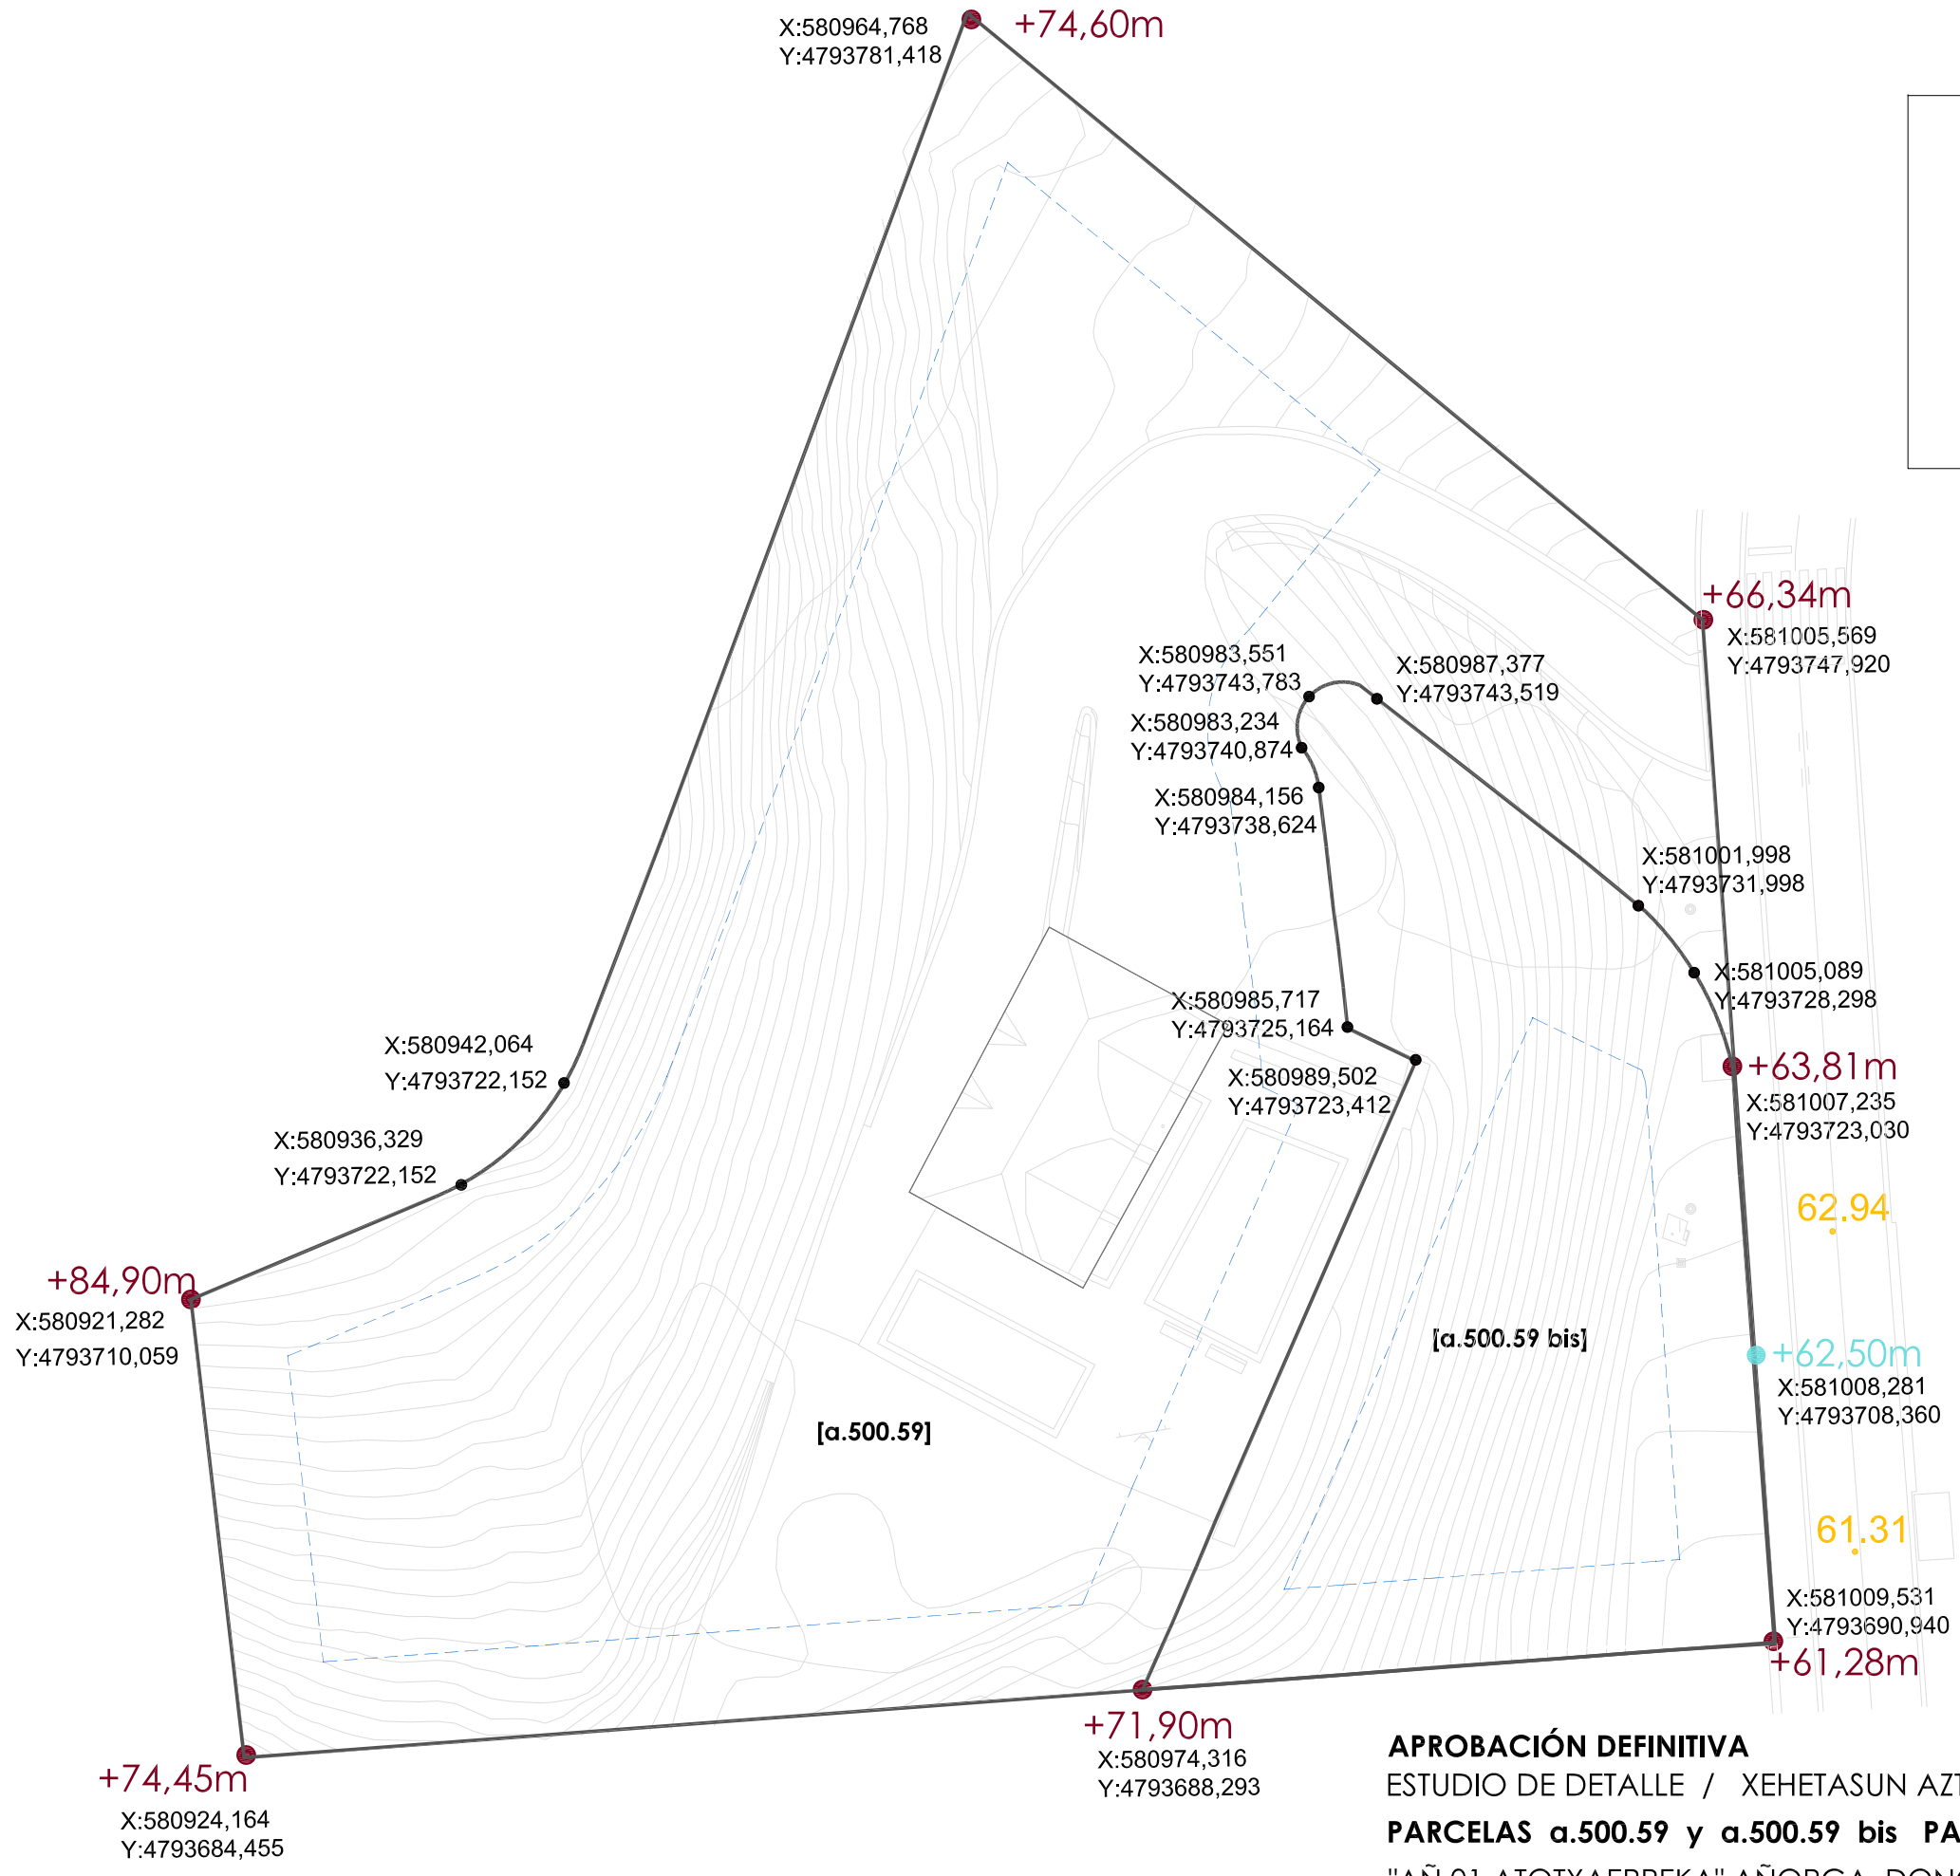 X:580964,768
Y:4793781,418
+74,60m
+66,34m
X:581005,569
Y:4793747,920
X:580983,551
Y:4793743,783
X:580987,377
Y:4793743,519
X:580983,234
Y:4793740,874
X:580984,156
Y:4793738,624
X:581001,998
Y:4793731,998
X:581005,089
Y:4793728,298
X:580985,717
Y:4793725,164
X:580989,502
Y:4793723,412
+63,81m
X:581007,235
Y:4793723,030
X:580942,064
Y:4793722,152
X:580936,329
Y:4793722,152
62.94
+84,90m
X:580921,282
Y:4793710,059
[a.500.59 bis]
+62,50m
X:581008,281
Y:4793708,360
[a.500.59]
61.31
X:581009,531
Y:4793690,940
+61,28m
+71,90m
X:580974,316
Y:4793688,293
+74,45m
X:580924,164
Y:4793684,455
APROBACIÓN DEFINITIVA
ESTUDIO DE DETALLE / XEHETASUN
PARCELAS a.500.59 y a.500.59 bis